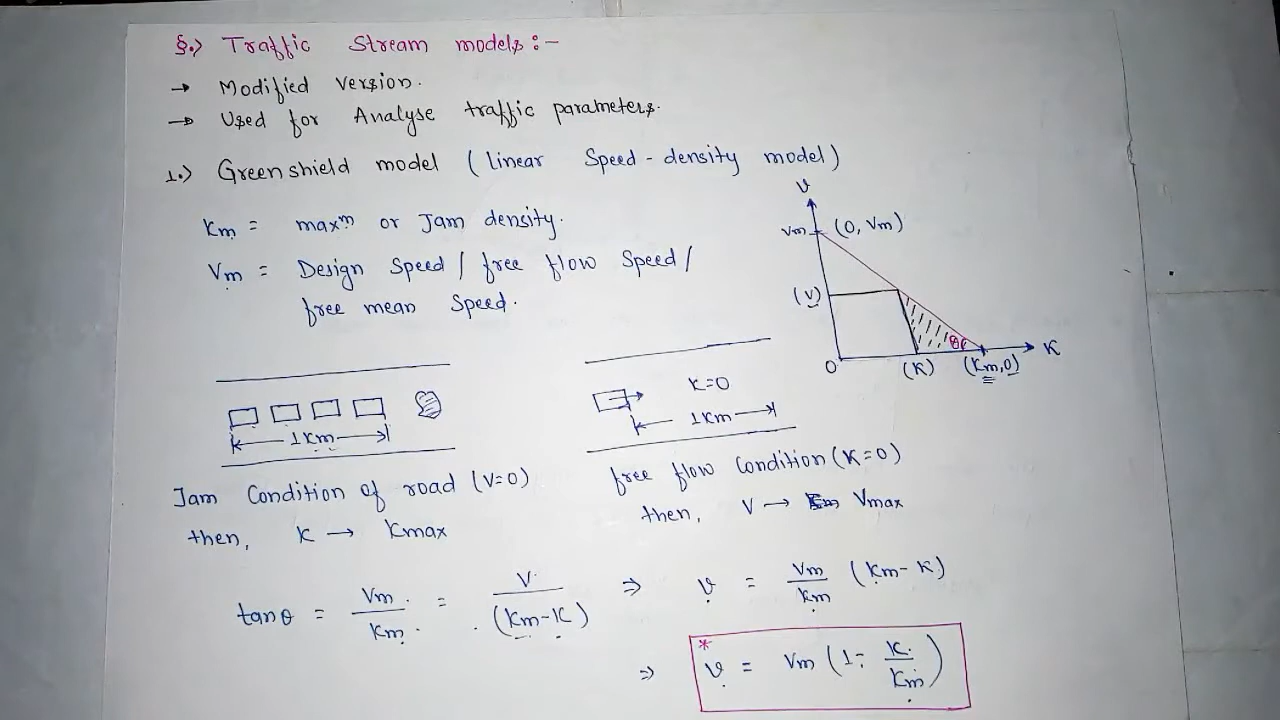 §.) Traffic Stream models :-
→ Modified Version.
→ Used for Analyse traffic parameters.
1.) Greenshield model (linear Speed-density model)
Km = maxᵐ or Jam density.
Vm = Design Speed / free flow Speed /
free mean Speed.
V
Vm (0, Vm)
(V)
θ
0 (K) (Km,0) K
1Km
K=0
1Km
Jam Condition of road (V=0)
then, K → Kmax
free flow Condition (K=0)
then, V → Vmax
tanθ = Vm/Km = V/(Km-K) ⇒ V = Vm/Km (Km-K)
⇒ * V = Vm (1- K/Km)